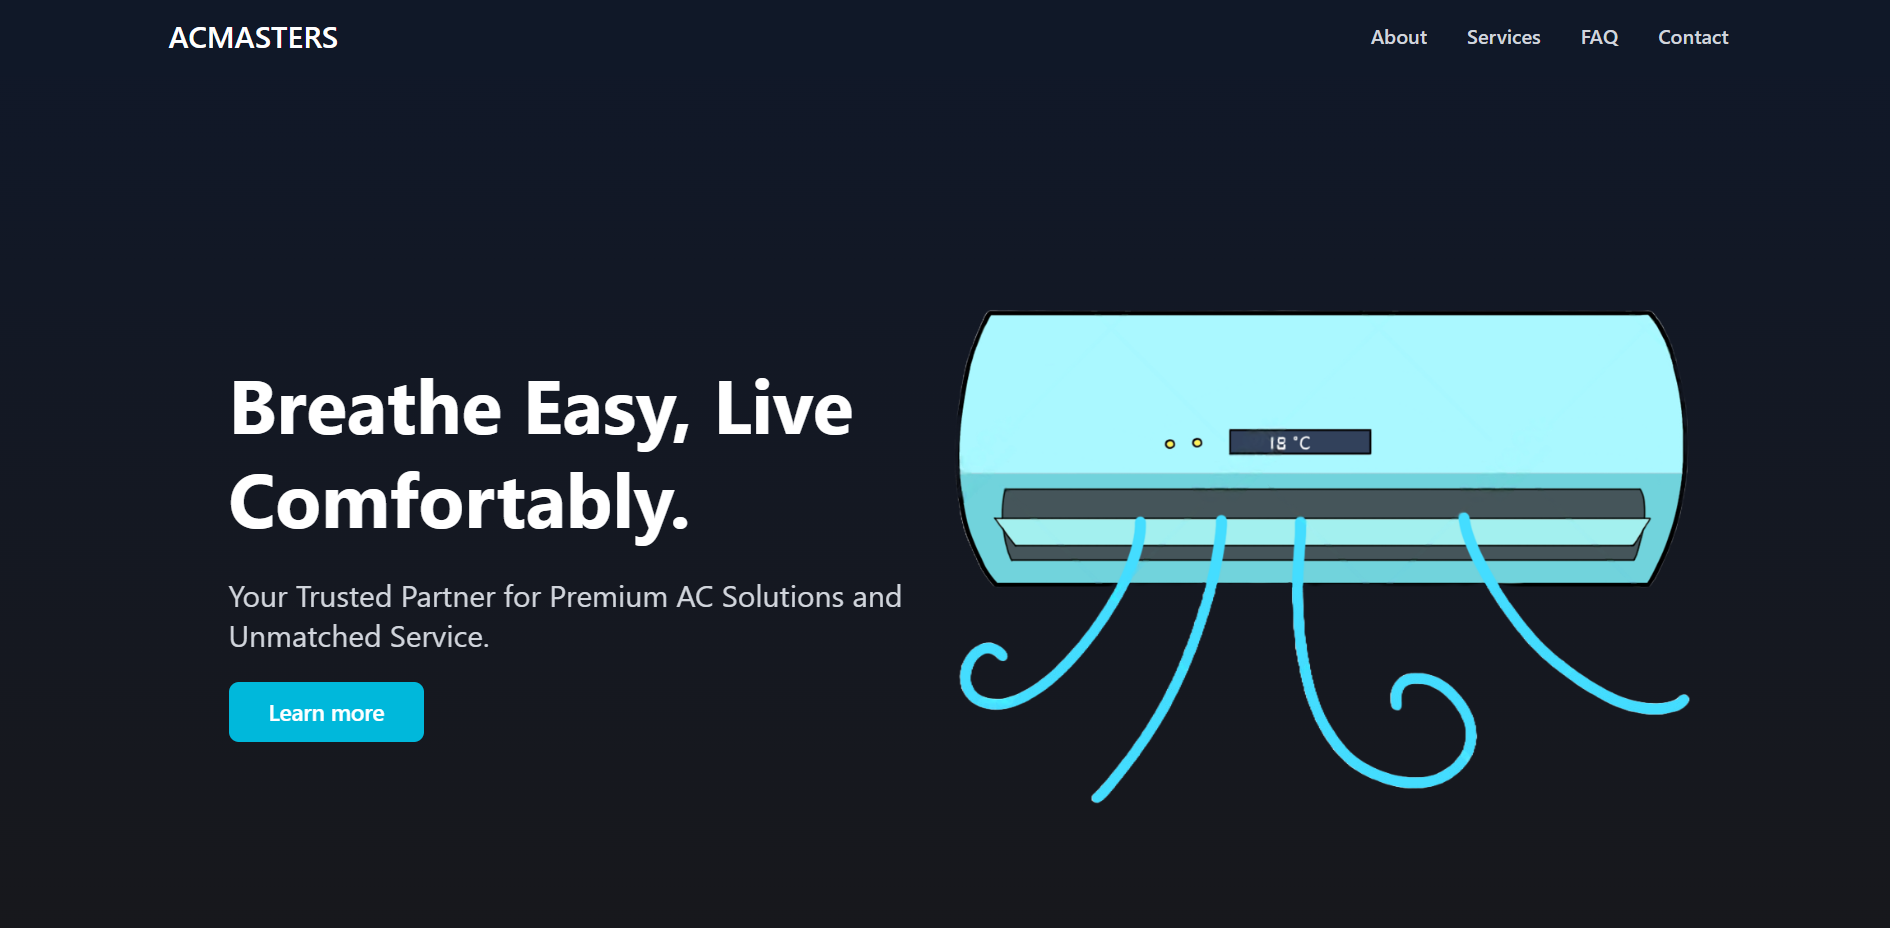 ACMASTERS
About
Services
FAQ
Contact
Breathe Easy, Live
Comfortably.
Your Trusted Partner for Premium AC Solutions and
Unmatched Service.
Learn more
18 °C